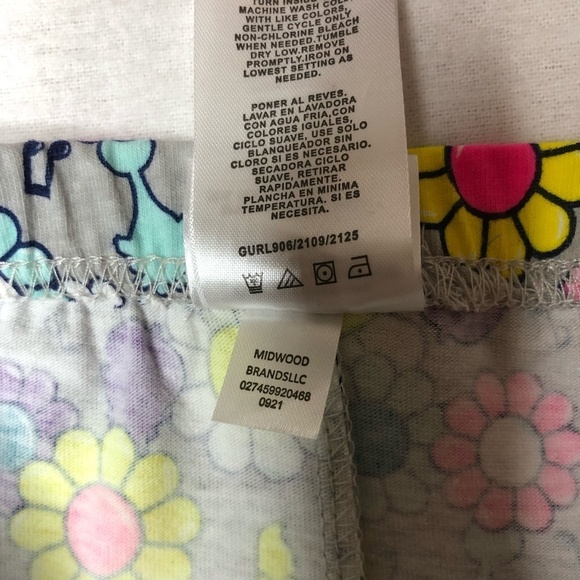 TURN INSIDE
MACHINE WASH COLD
WITH LIKE COLORS,
GENTLE CYCLE ONLY
NON-CHLORINE BLEACH
WHEN NEEDED.TUMBLE
DRY LOW.REMOVE
PROMPTLY.IRON ON
LOWEST SETTING AS
NEEDED.
PONER AL REVES.
LAVAR EN LAVADORA
CON AGUA FRIA,CON
COLORES IGUALES,
CICLO SUAVE, USE SOLO
BLANQUEADOR SIN
CLORO SI ES NECESARIO.
SECADORA CICLO
SUAVE, RETIRAR
RAPIDAMENTE.
PLANCHA EN MINIMA
TEMPERATURA. SI ES
NECESITA.
GURL906/2109/2125
MIDWOOD
BRANDSLLC
027459920468
0921